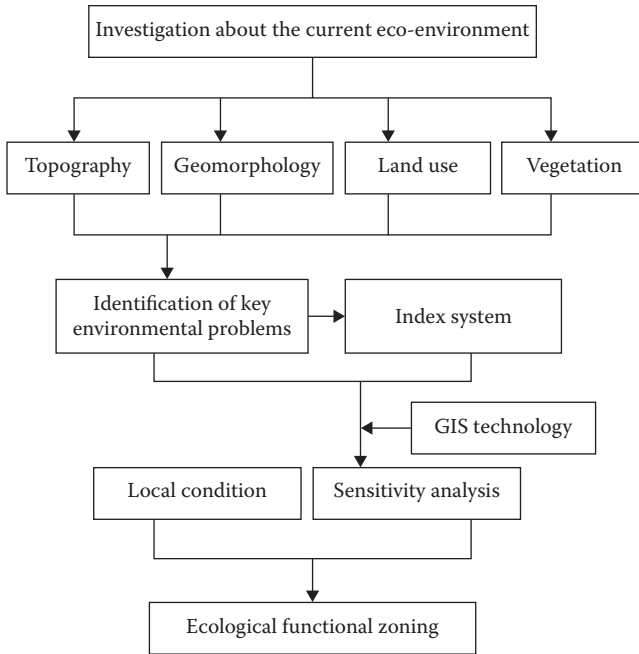 Investigation about the current eco-environment
Topography
Geomorphology
Land use
Vegetation
Identification of key
environmental problems
Index system
GIS technology
Local condition
Sensitivity analysis
Ecological functional zoning